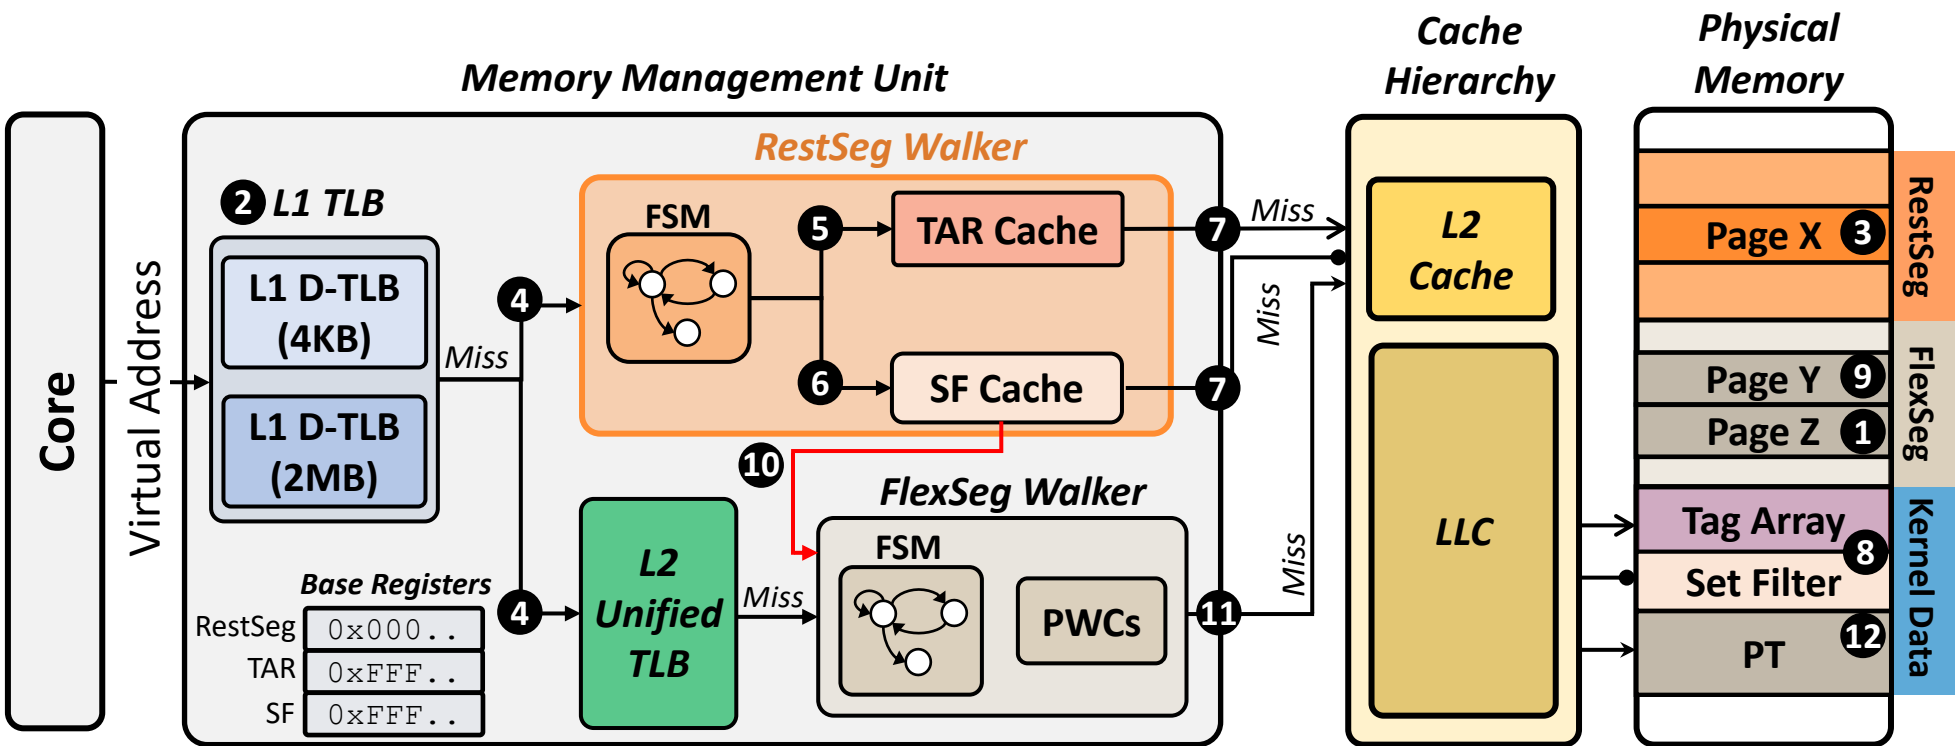 Memory Management Unit
Cache
Hierarchy
Physical
Memory
Core
Virtual Address
2 L1 TLB
L1 D-TLB
(4KB)
L1 D-TLB
(2MB)
Miss
4
4
Base Registers
RestSeg 0x000..
TAR 0xFFF..
SF 0xFFF..
RestSeg Walker
FSM
5
TAR Cache
6
SF Cache
7
Miss
7
Miss
10
L2
Unified
TLB
Miss
FlexSeg Walker
FSM
PWCs
11
Miss
L2
Cache
LLC
Page X 3
RestSeg
Page Y 9
Page Z 1
FlexSeg
Tag Array
8
Set Filter
PT 12
Kernel Data